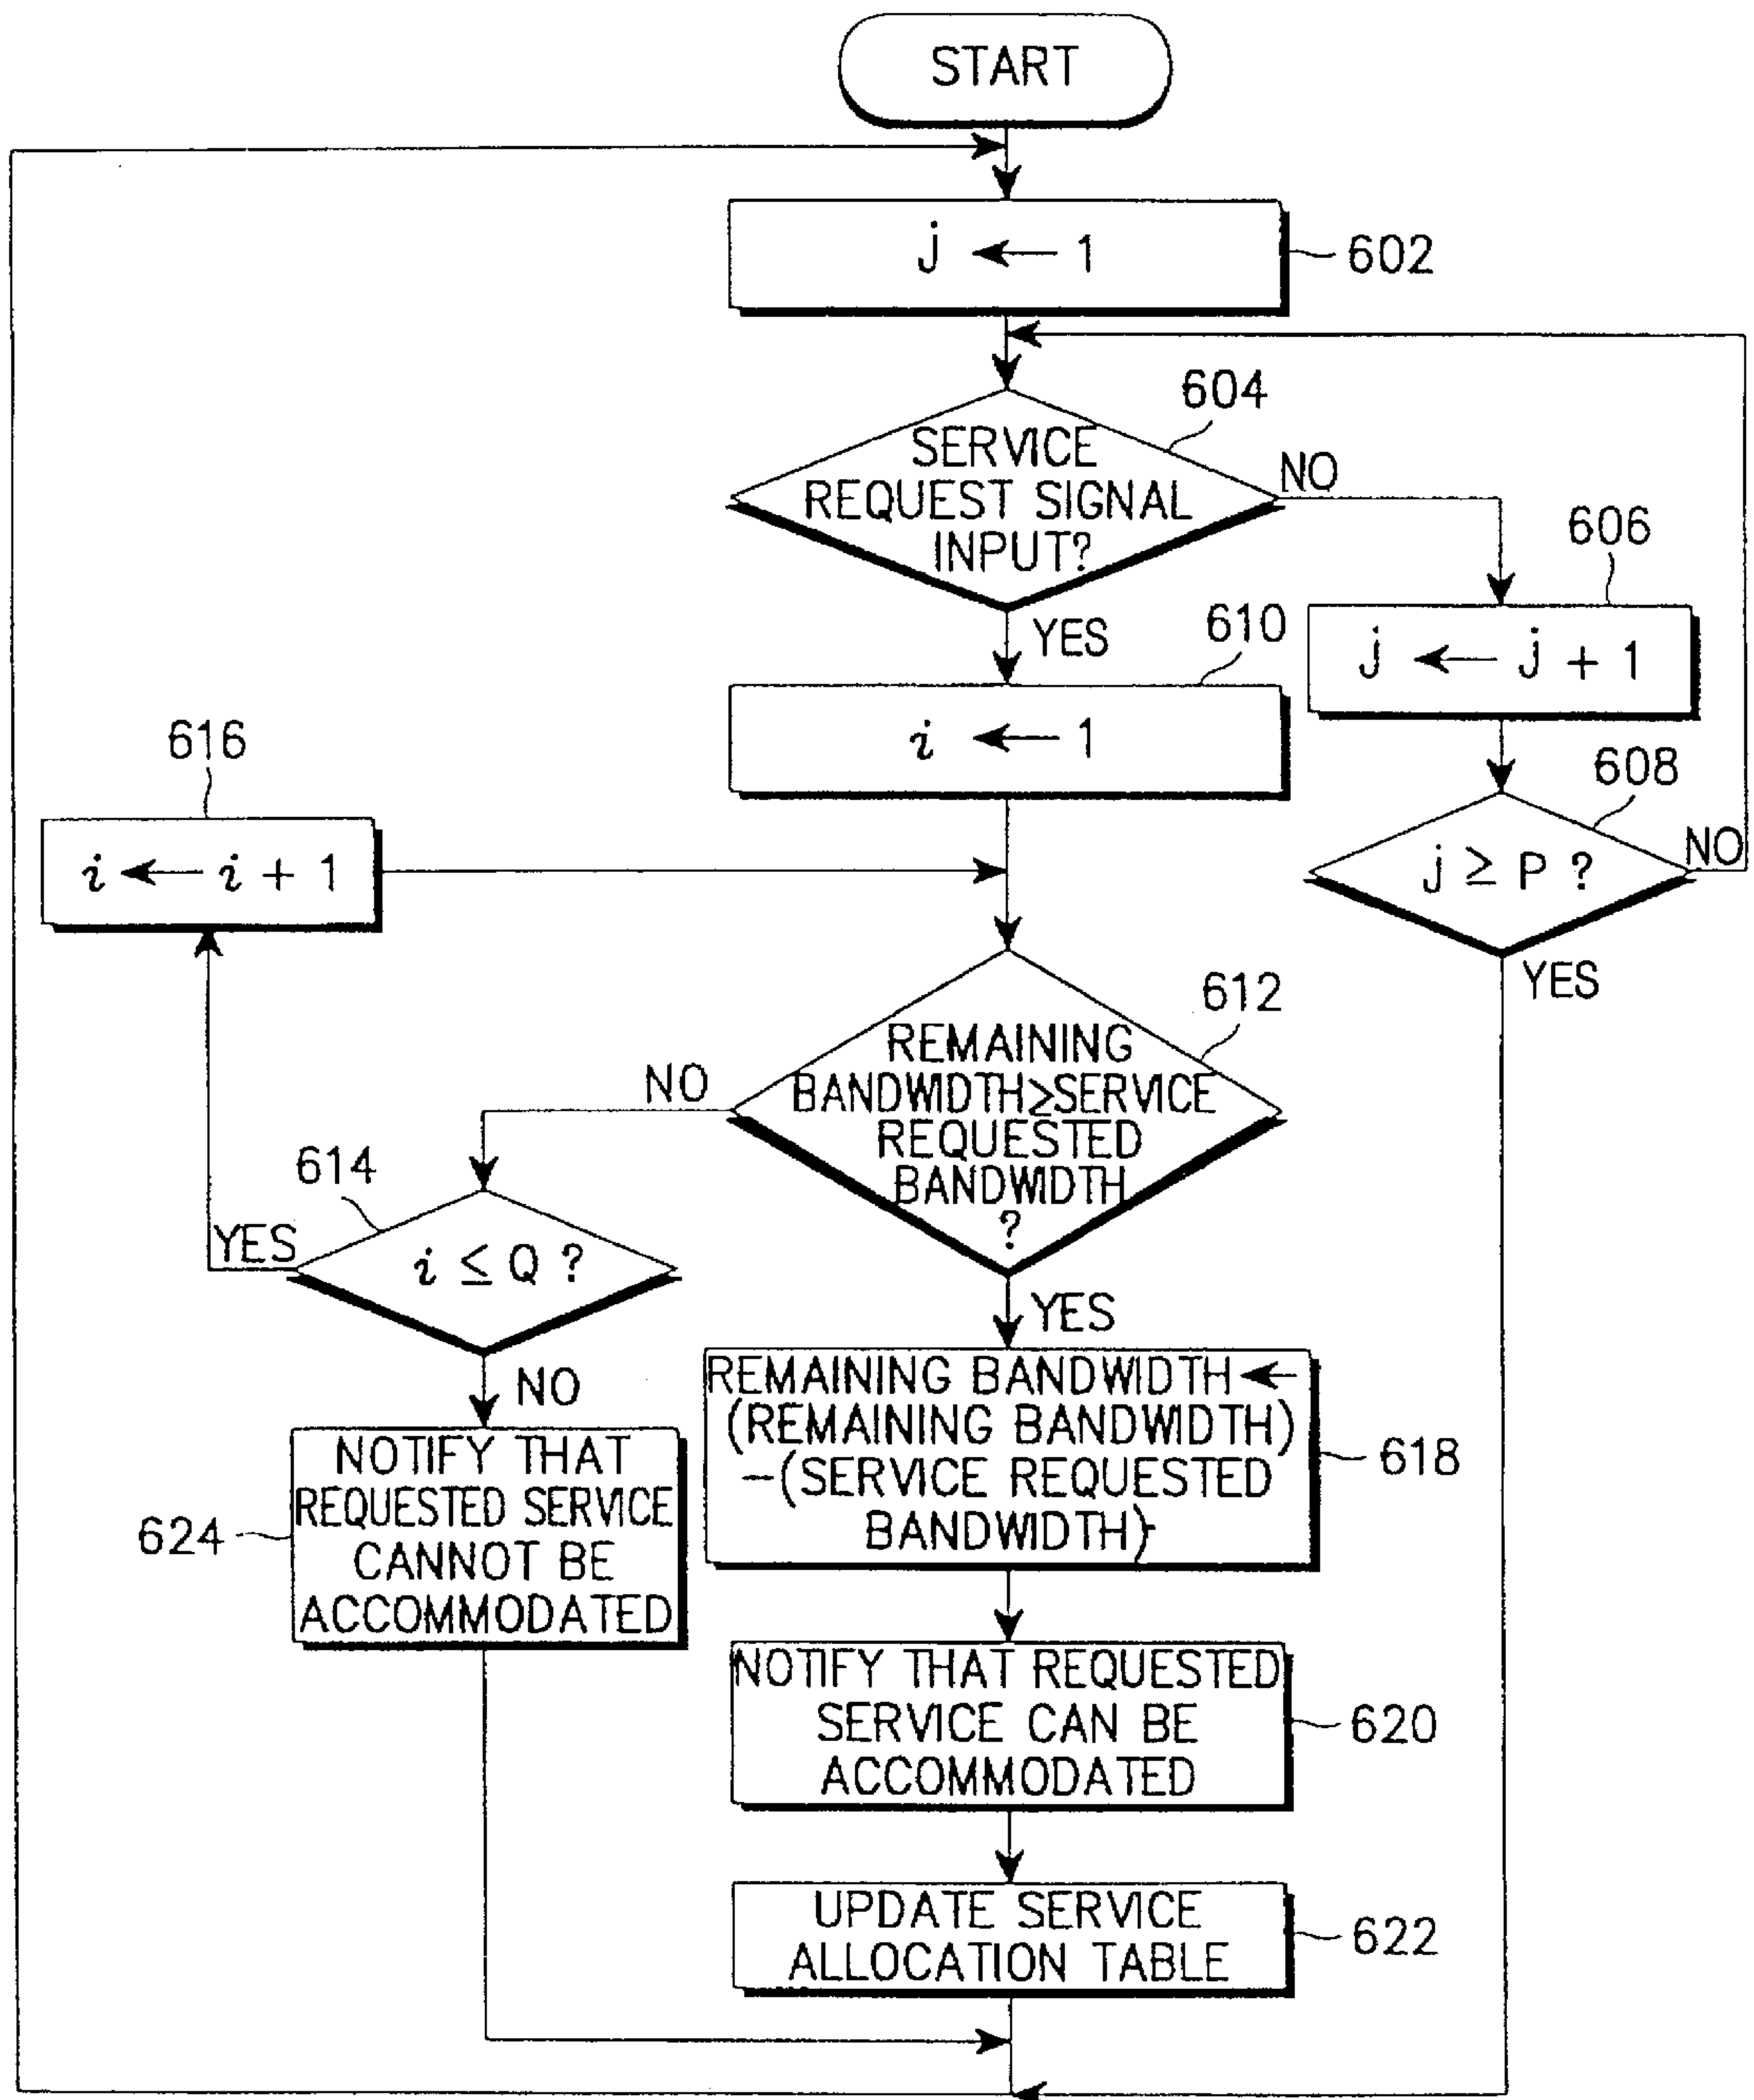 START
j ← 1
602
604
SERVICE
REQUEST SIGNAL
INPUT?
NO
606
YES
610
j ← j + 1
i ← 1
616
608
i ← i + 1
j ≥ P ?
NO
YES
612
REMAINING
BANDWIDTH≥SERVICE
REQUESTED
BANDWIDTH
?
NO
614
YES
i ≤ Q ?
YES
NO
REMAINING BANDWIDTH ←
(REMAINING BANDWIDTH)
-(SERVICE REQUESTED
BANDWIDTH)
618
NOTIFY THAT
REQUESTED SERVICE
CANNOT BE
ACCOMMODATED
624
NOTIFY THAT REQUESTED
SERVICE CAN BE
ACCOMMODATED
620
UPDATE SERVICE
ALLOCATION TABLE
622